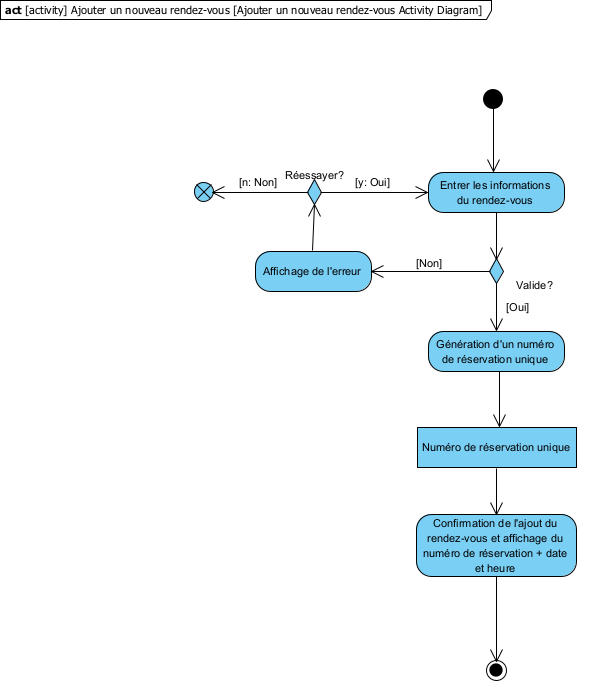 act [activity] Ajouter un nouveau rendez-vous [Ajouter un nouveau rendez-vous Activity Diagram]
Réessayer?
[n: Non]
[y: Oui]
Entrer les informations
du rendez-vous
Affichage de l'erreur
[Non]
Valide?
[Oui]
Génération d'un numéro
de réservation unique
Numéro de réservation unique
Confirmation de l'ajout du
rendez-vous et affichage du
numéro de réservation + date
et heure